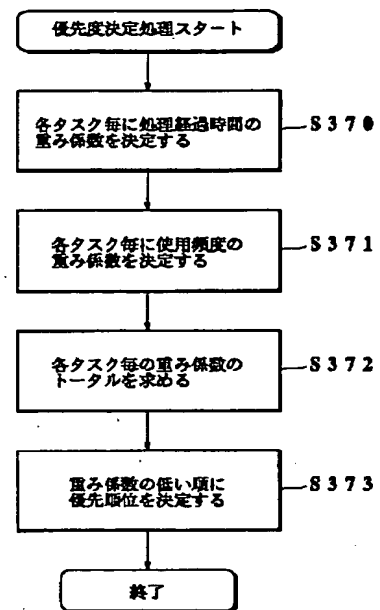 優先度決定処理スタート
各タスク毎に処理経過時間の
重み係数を決定する
S370
各タスク毎に使用頻度の
重み係数を決定する
S371
各タスク毎の重み係数の
トータルを求める
S372
重み係数の低い項に
優先順位を決定する
S373
終了